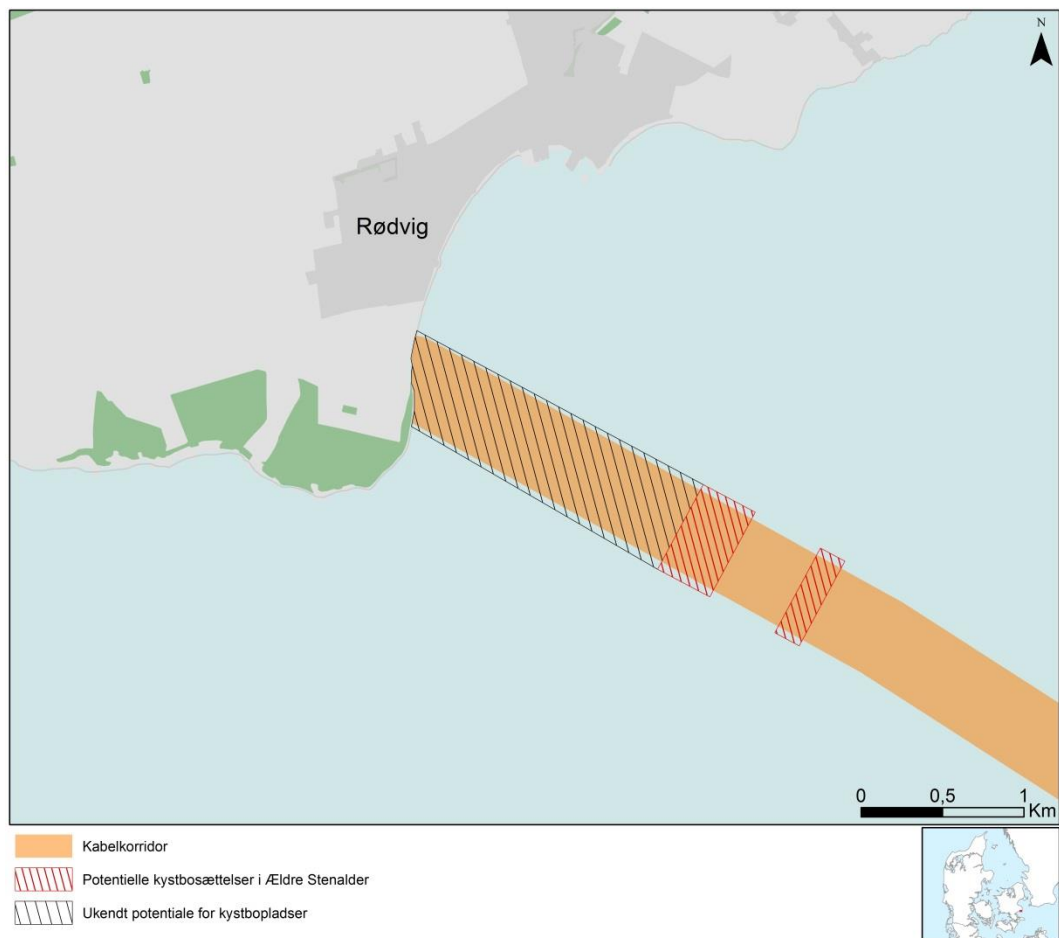 N
Rødvig
0 0,5 1
Km
Kabelkorridor
Potentielle kystbosættelser i Ældre Stenalder
Ukendt potentiale for kystbopladser